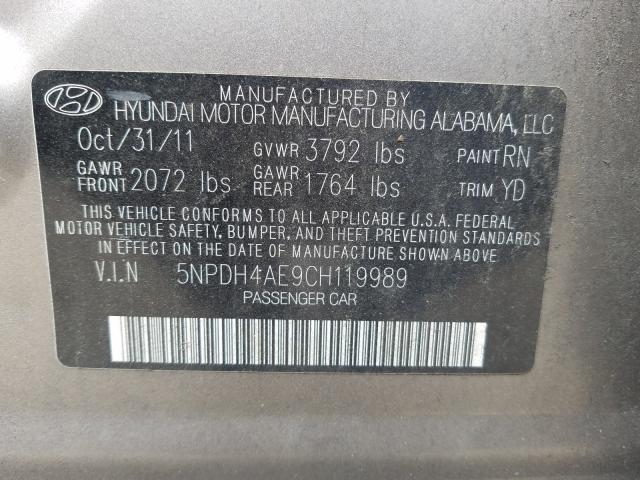 MANUFACTURED BY
HYUNDAI MOTOR MANUFACTURING ALABAMA, LLC
Oct/31/11 GVWR 3792 lbs PAINT RN
GAWR FRONT 2072 lbs GAWR REAR 1764 lbs TRIM YD
THIS VEHICLE CONFORMS TO ALL APPLICABLE U.S.A. FEDERAL
MOTOR VEHICLE SAFETY, BUMPER, AND THEFT PREVENTION STANDARDS
IN EFFECT ON THE DATE OF MANUFACTURE SHOWN ABOVE.
V.I.N 5NPDH4AE9CH119989
PASSENGER CAR